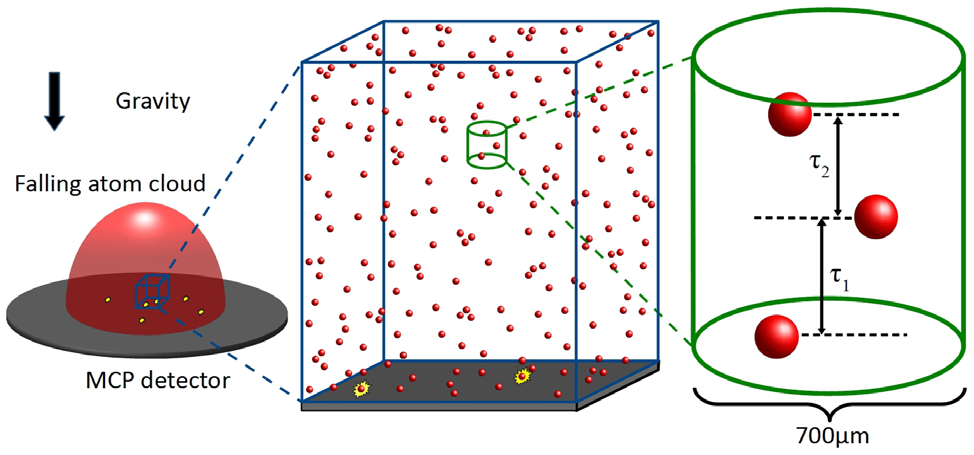 Gravity
Falling atom cloud
MCP detector
τ2
τ1
700μm